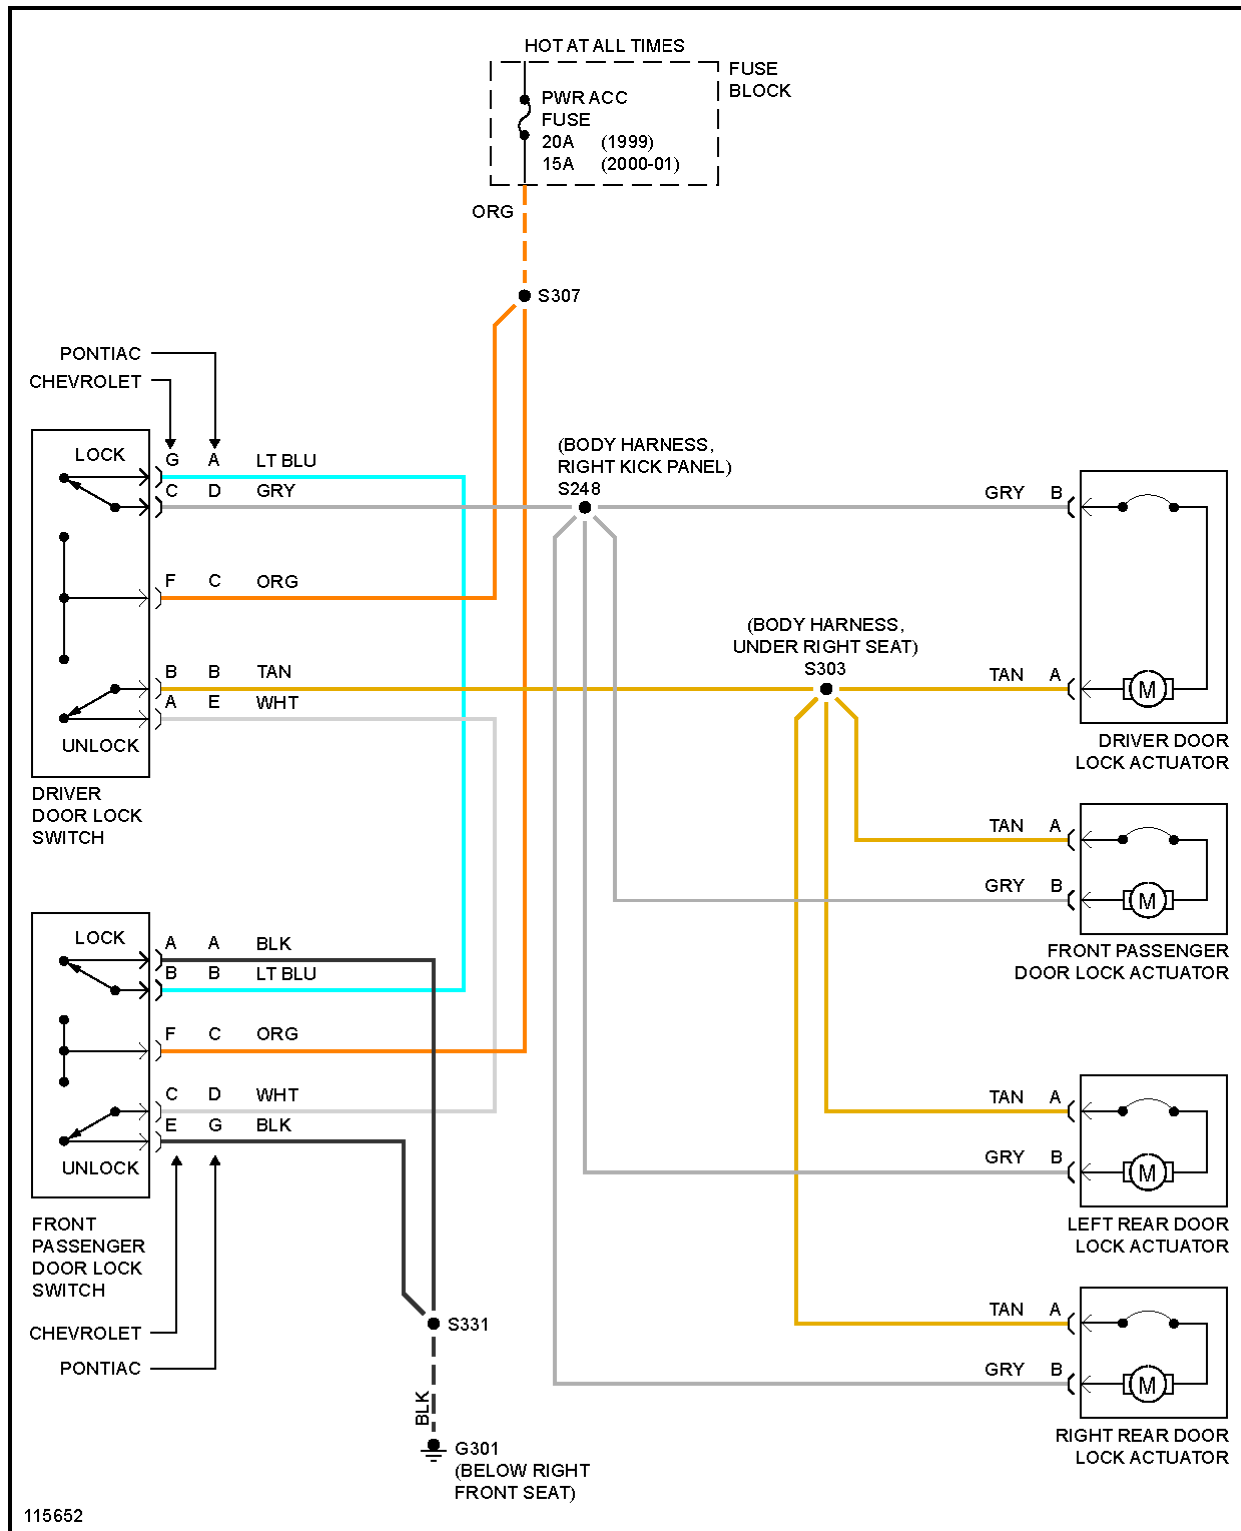 HOT AT ALL TIMES
FUSE
BLOCK
PWR ACC
FUSE
20A (1999)
15A (2000-01)
ORG
S307
PONTIAC
CHEVROLET
LOCK
G A LT BLU
C D GRY
F C ORG
B B TAN
A E WHT
UNLOCK
DRIVER
DOOR LOCK
SWITCH
(BODY HARNESS,
RIGHT KICK PANEL)
S248
(BODY HARNESS,
UNDER RIGHT SEAT)
S303
GRY B
TAN A
M
DRIVER DOOR
LOCK ACTUATOR
TAN A
GRY B
M
FRONT PASSENGER
DOOR LOCK ACTUATOR
LOCK
A A BLK
B B LT BLU
F C ORG
C D WHT
E G BLK
UNLOCK
FRONT
PASSENGER
DOOR LOCK
SWITCH
CHEVROLET
PONTIAC
TAN A
GRY B
M
LEFT REAR DOOR
LOCK ACTUATOR
TAN A
GRY B
M
RIGHT REAR DOOR
LOCK ACTUATOR
S331
BLK
G301
(BELOW RIGHT
FRONT SEAT)
115652